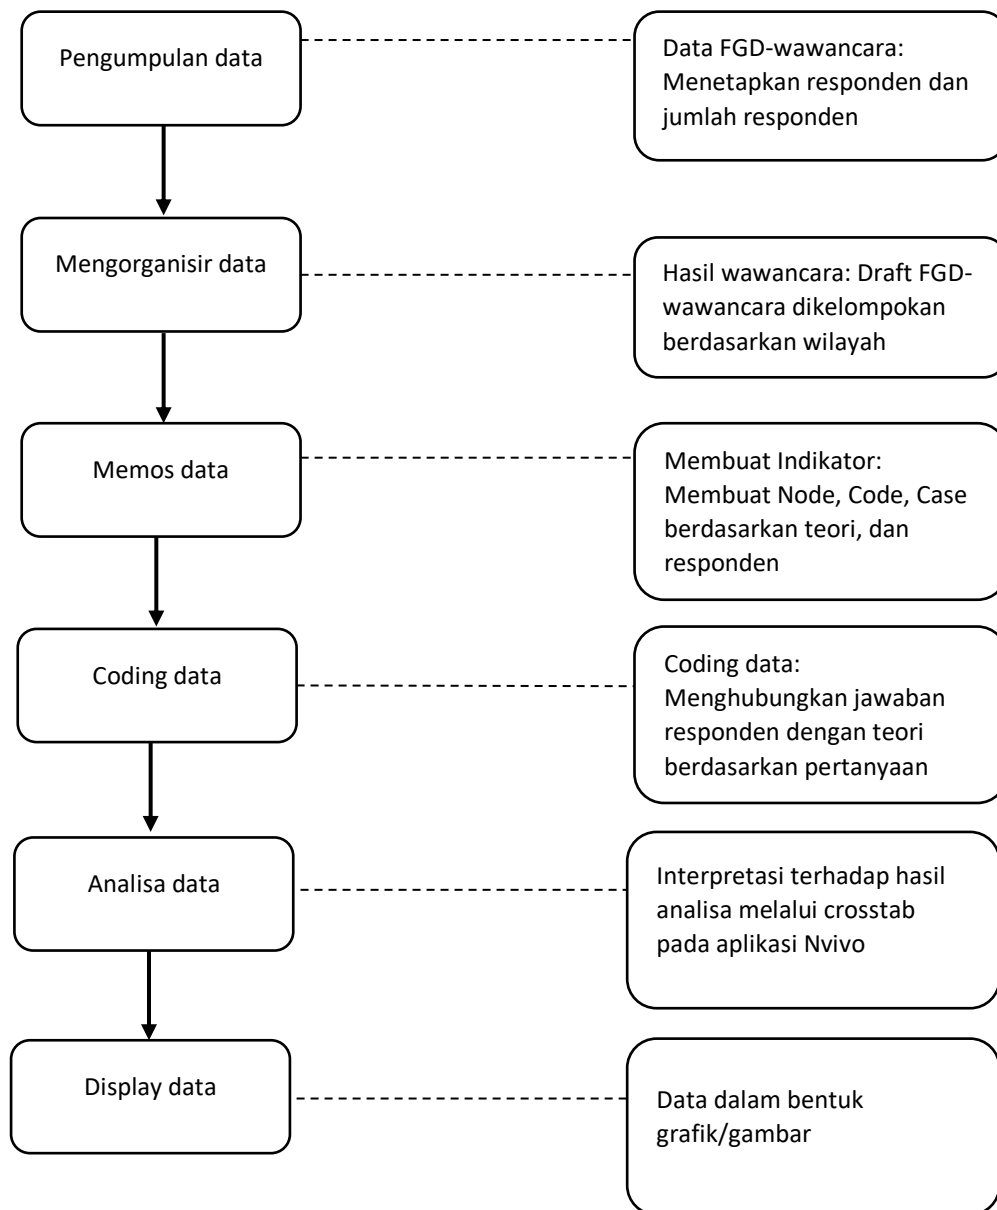 Pengumpulan data
Data FGD-wawancara:
Menetapkan responden dan
jumlah responden
Mengorganisir data
Hasil wawancara: Draft FGD-
wawancara dikelompokan
berdasarkan wilayah
Memos data
Membuat Indikator:
Membuat Node, Code, Case
berdasarkan teori, dan
responden
Coding data
Coding data:
Menghubungkan jawaban
responden dengan teori
berdasarkan pertanyaan
Analisa data
Interpretasi terhadap hasil
analisa melalui crosstab
pada aplikasi Nvivo
Display data
Data dalam bentuk
grafik/gambar